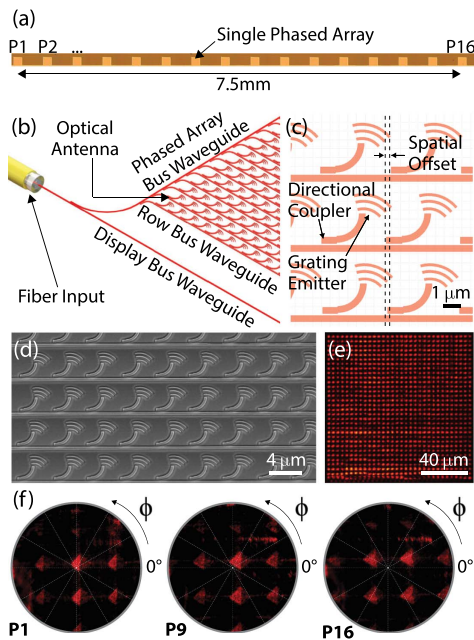 (a)
Single Phased Array
P1 P2 ... P16
7.5mm
(b)
Optical
Antenna
Phased Array
Bus Waveguide
Row Bus Waveguide
Display Bus Waveguide
Fiber Input
(c)
Spatial
Offset
Directional
Coupler
Grating
Emitter
1 μm
(d)
4 μm
(e)
40 μm
(f)
ϕ ϕ ϕ
0° 0° 0°
P1 P9 P16